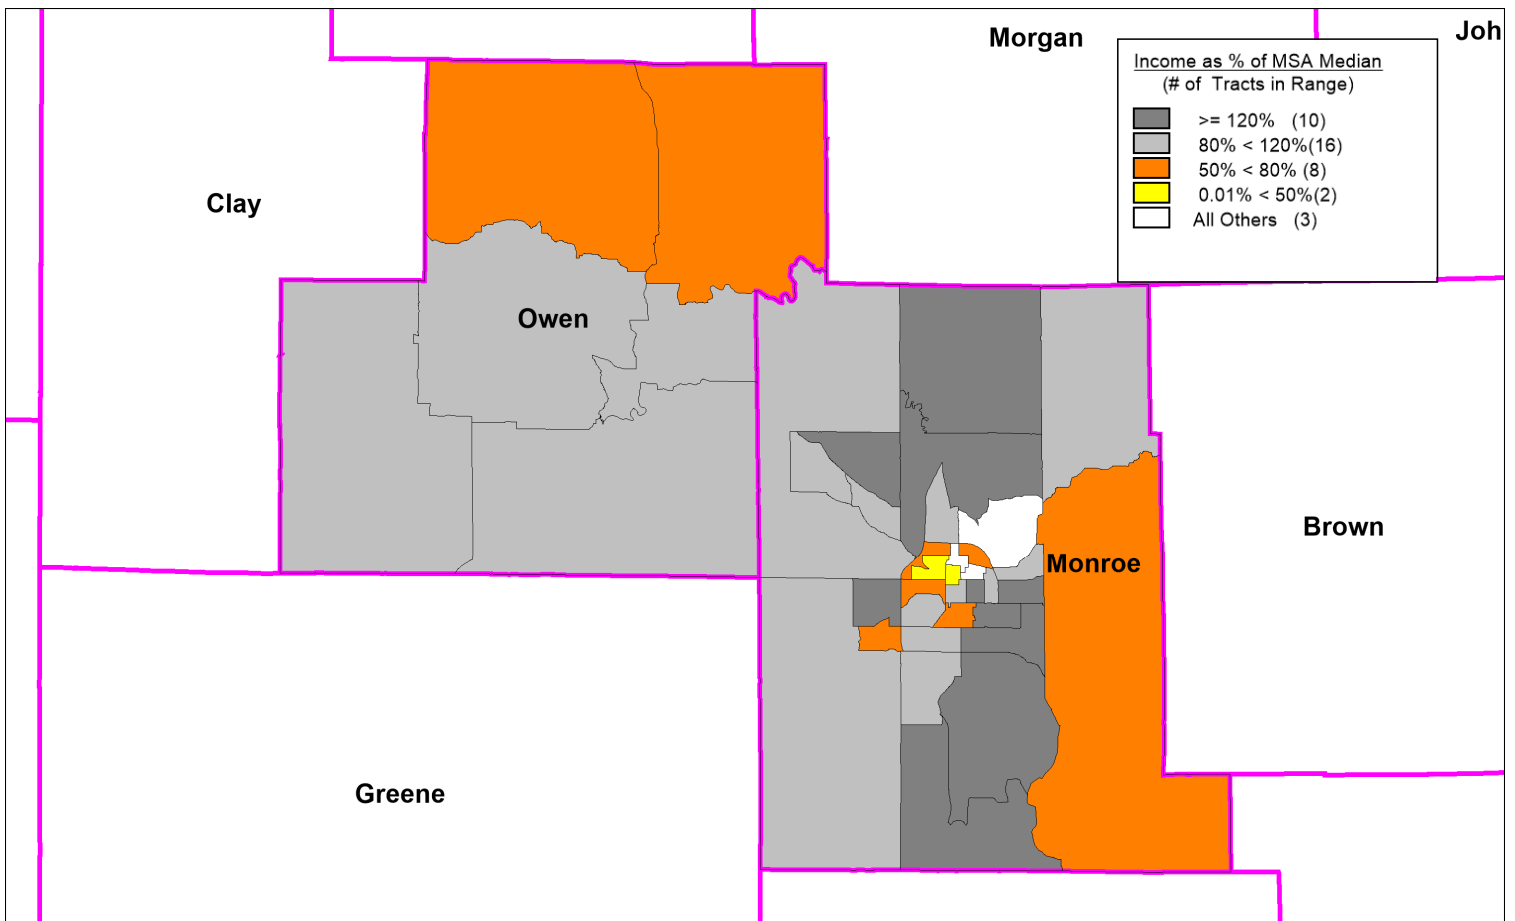 Morgan
Joh
Income as % of MSA Median
(# of Tracts in Range)
>= 120% (10)
80% < 120%(16)
50% < 80% (8)
0.01% < 50%(2)
All Others (3)
Clay
Owen
Brown
Monroe
Greene